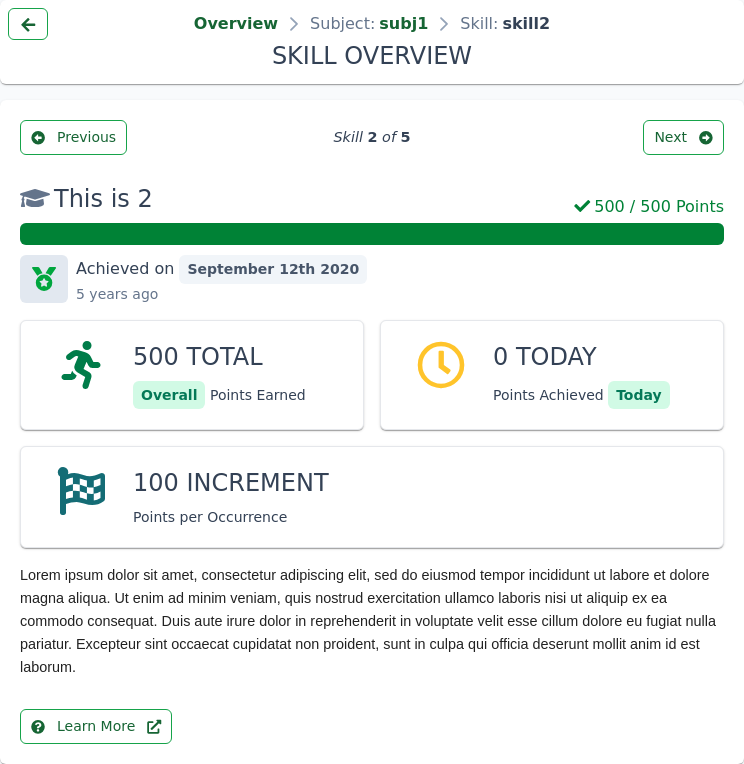 Overview Subject: subj1 Skill: skill2
SKILL OVERVIEW
Previous Skill 2 of 5 Next
This is 2 500 / 500 Points
Achieved on September 12th 2020
5 years ago
500 TOTAL
Overall Points Earned
0 TODAY
Points Achieved Today
100 INCREMENT
Points per Occurrence
Lorem ipsum dolor sit amet, consectetur adipiscing elit, sed do eiusmod tempor incididunt ut labore et dolore
magna aliqua. Ut enim ad minim veniam, quis nostrud exercitation ullamco laboris nisi ut aliquip ex ea
commodo consequat. Duis aute irure dolor in reprehenderit in voluptate velit esse cillum dolore eu fugiat nulla
pariatur. Excepteur sint occaecat cupidatat non proident, sunt in culpa qui officia deserunt mollit anim id est
laborum.
Learn More